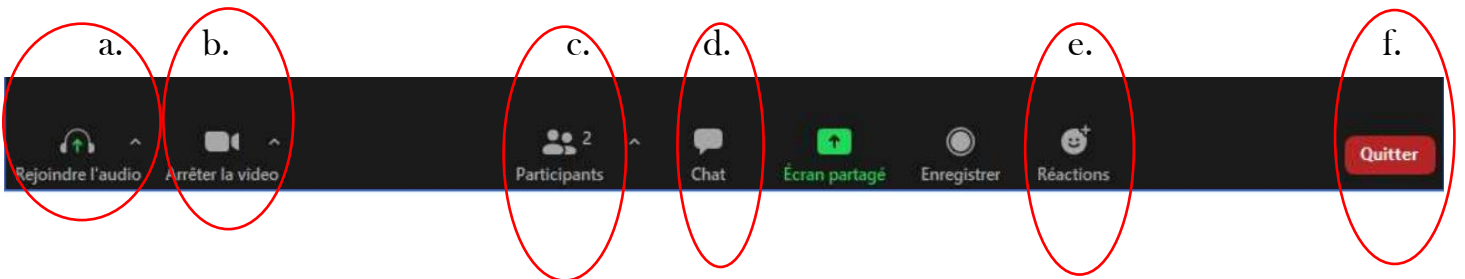 a. b. c. d. e. f.
2
Quitter
Rejoindre l'audio Arrêter la video Participants Chat Écran partagé Enregistrer Réactions